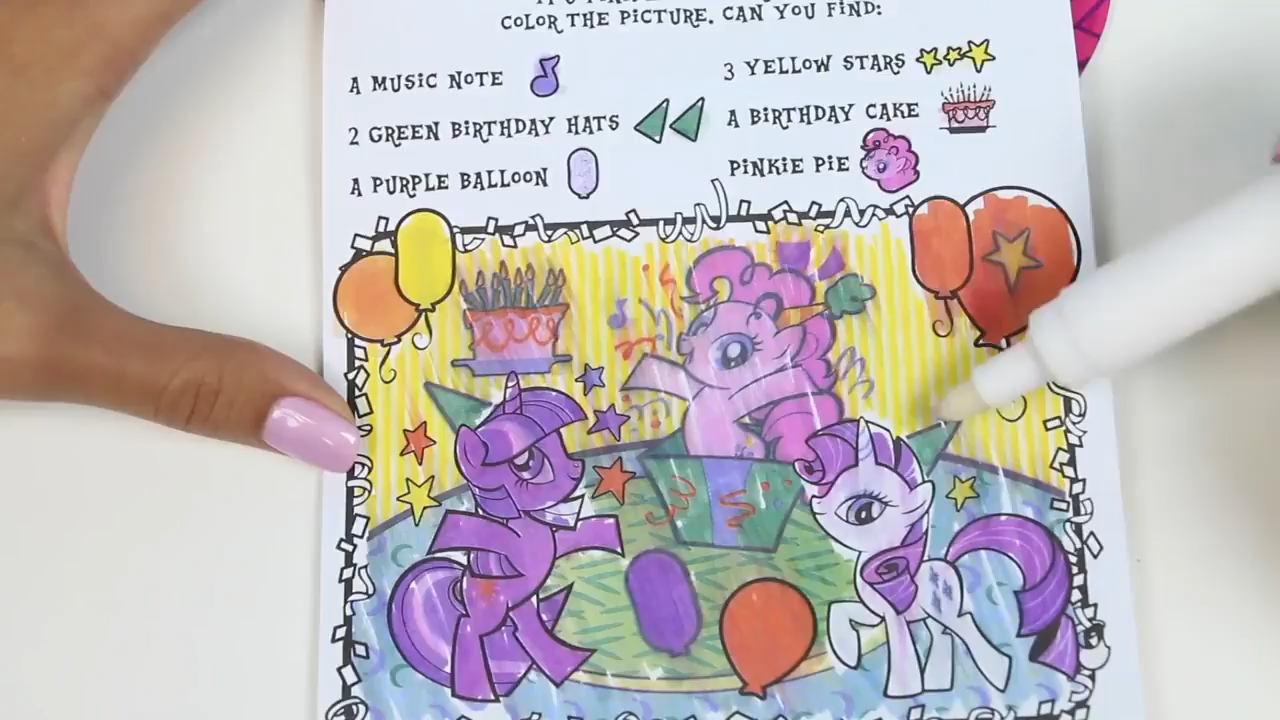 COLOR THE PICTURE. CAN YOU FIND:
A MUSIC NOTE
2 GREEN BIRTHDAY HATS
A PURPLE BALLOON
3 YELLOW STARS
A BIRTHDAY CAKE
PINKIE PIE